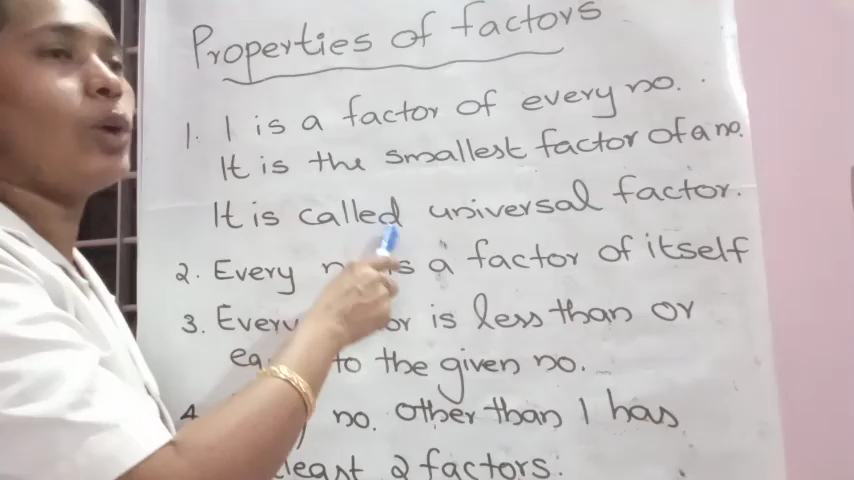 Properties of factors
1. 1 is a factor of every no.
It is the smallest factor of a no.
It is called universal factor.
2. Every is a factor of itself
3. Every is less than or
to the given no.
4. no. other than 1 has
least 2 factors.